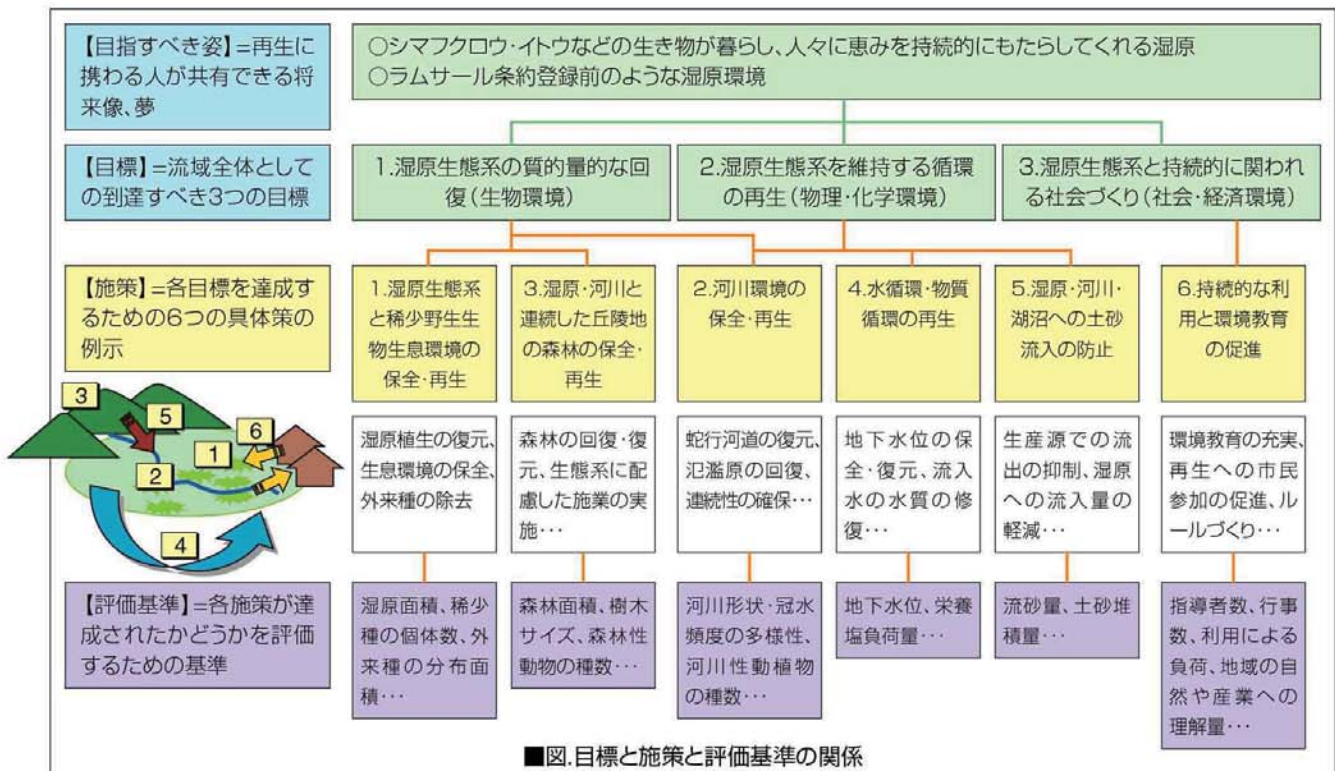 【目指すべき姿】=再生に
携わる人が共有できる将
来像、夢
○シマフクロウ・イトウなどの生き物が暮らし、人々に恵みを持続的にもたらしてくれる湿原
○ラムサール条約登録前のような湿原環境
【目標】=流域全体として
の到達すべき3つの目標
1.湿原生態系の質的量的な回
復(生物環境)
2.湿原生態系を維持する循環
の再生(物理・化学環境)
3.湿原生態系と持続的に関われ
る社会づくり(社会・経済環境)
【施策】=各目標を達成す
るための6つの具体策の
例示
1.湿原生態系
と稀少野生生
物生息環境の
保全・再生
3.湿原・河川と
連続した丘陵地
の森林の保全・
再生
2.河川環境の
保全・再生
4.水循環・物質
循環の再生
5.湿原・河川・
湖沼への土砂
流入の防止
6.持続的な利
用と環境教育
の促進
3
5
6
1
2
4
湿原植生の復元、
生息環境の保全、
外来種の除去
森林の回復・復
元、生態系に配
慮した施業の実
施・・・
蛇行河道の復元、
氾濫原の回復、
連続性の確保・・・
地下水位の保
全・復元、流入
水の水質の修
復・・・
生産源での流
出の抑制、湿原
への流入量の
軽減・・・
環境教育の充実、
再生への市民
参加の促進、ル
ールづくり・・・
【評価基準】=各施策が達
成されたかどうかを評価
するための基準
湿原面積、稀少
種の個体数、外
来種の分布面
積・・・
森林面積、樹木
サイズ、森林性
動物の種数・・・
河川形状・冠水
頻度の多様性、
河川性動植物
の種数・・・
地下水位、栄養
塩負荷量・・・
流砂量、土砂堆
積量・・・
指導者数、行事
数、利用による
負荷、地域の自
然や産業への
理解量・・・
■図.目標と施策と評価基準の関係